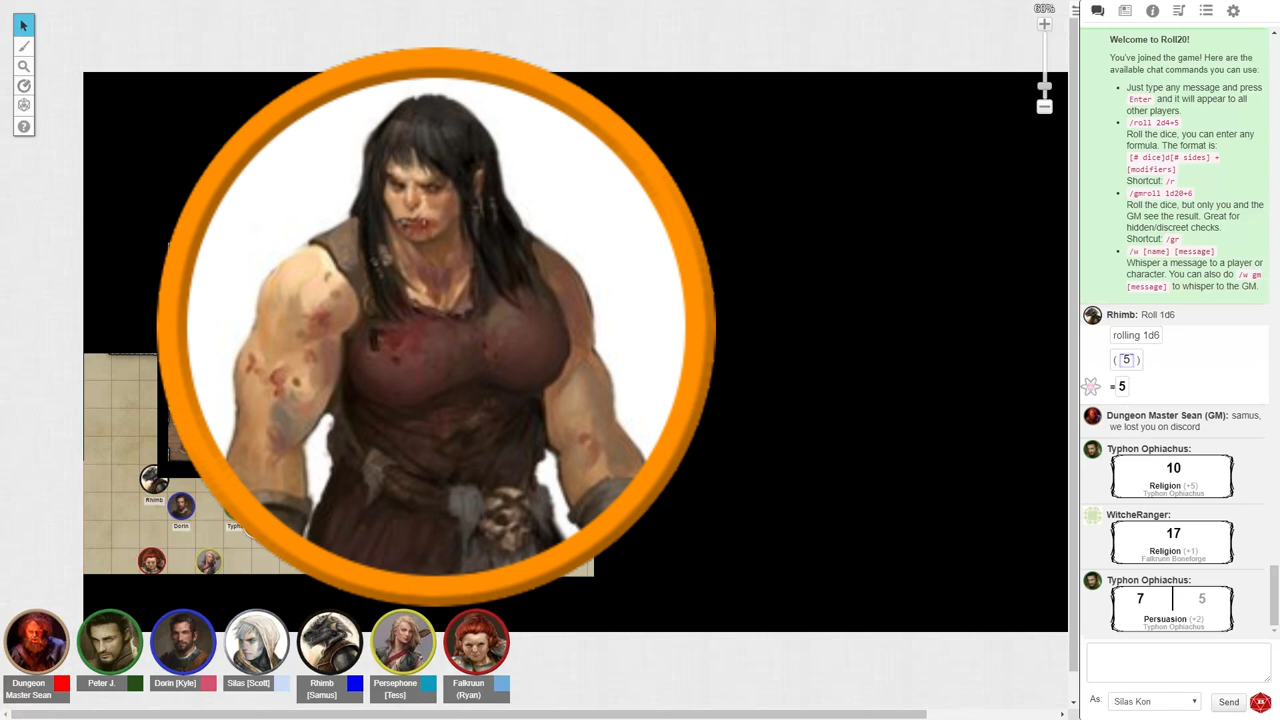 68%
Welcome to Roll20!
You've joined the game! Here are the
available chat commands you can use:
Just type any message and press
Enter and it will appear to all
other players.
/roll 2d4+5
Roll the dice, you can enter any
formula. The format is:
[# dice]d[# sides] +
[modifiers]
Shortcut: /r
/gmroll 1d20+6
Roll the dice, but only you and the
GM see the result. Great for
hidden/discreet checks.
Shortcut: /gr
/w [name] [message]
Whisper a message to a player or
character. You can also do /w gm
[message] to whisper to the GM.
Rhimb: Roll 1d6
rolling 1d6
( 5 )
= 5
Dungeon Master Sean (GM): samus,
we lost you on discord
Typhon Ophiachus:
10
Religion (+5)
Typhon Ophiachus
WitcheRanger:
17
Religion (+1)
Falkrunn Boneforge
Typhon Ophiachus:
7 5
Persuasion (+2)
Typhon Ophiachus
As: Silas Kon
Send
Rhimb
Dorin
Typh
Dungeon
Master Sean
Peter J.
Dorin [Kyle]
Silas [Scott]
Rhimb
[Samus]
Persephone
[Tess]
Falkruun
(Ryan)